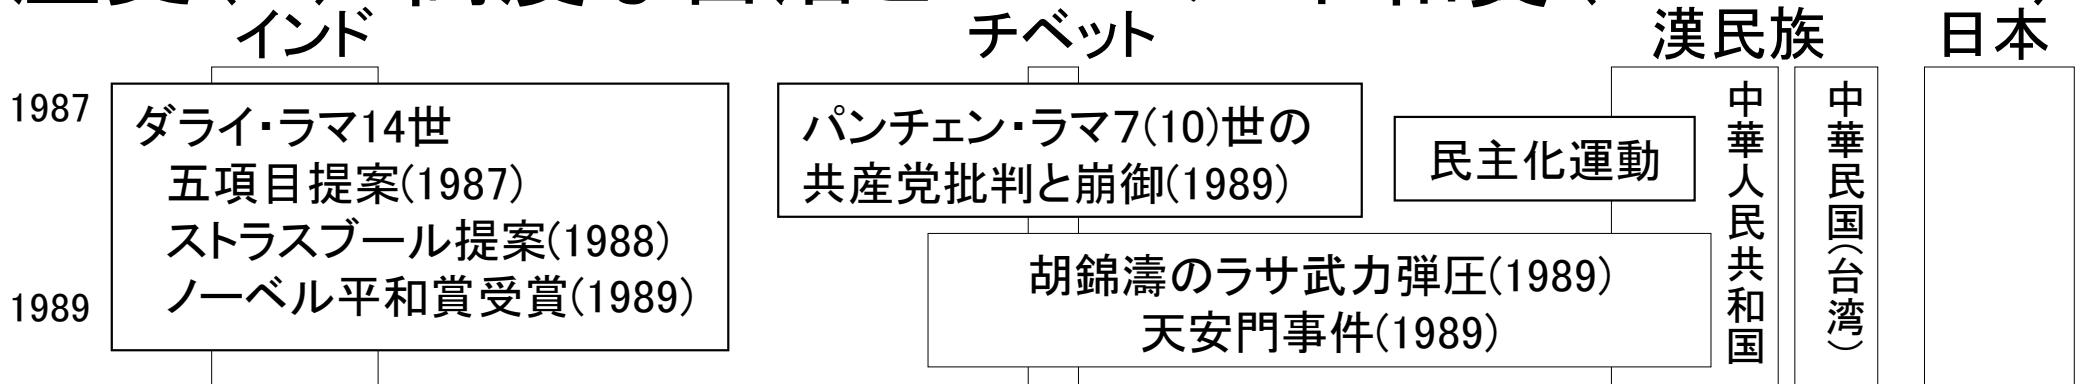 インド
チベット
漢民族
日本
1987
ダライ・ラマ14世
五項目提案(1987)
ストラスブール提案(1988)
ノーベル平和賞受賞(1989)
1989
パンチェン・ラマ7(10)世の
共産党批判と崩御(1989)
民主化運動
胡錦濤のラサ武力弾圧(1989)
天安門事件(1989)
中華人民共和国
中華民国(台湾)